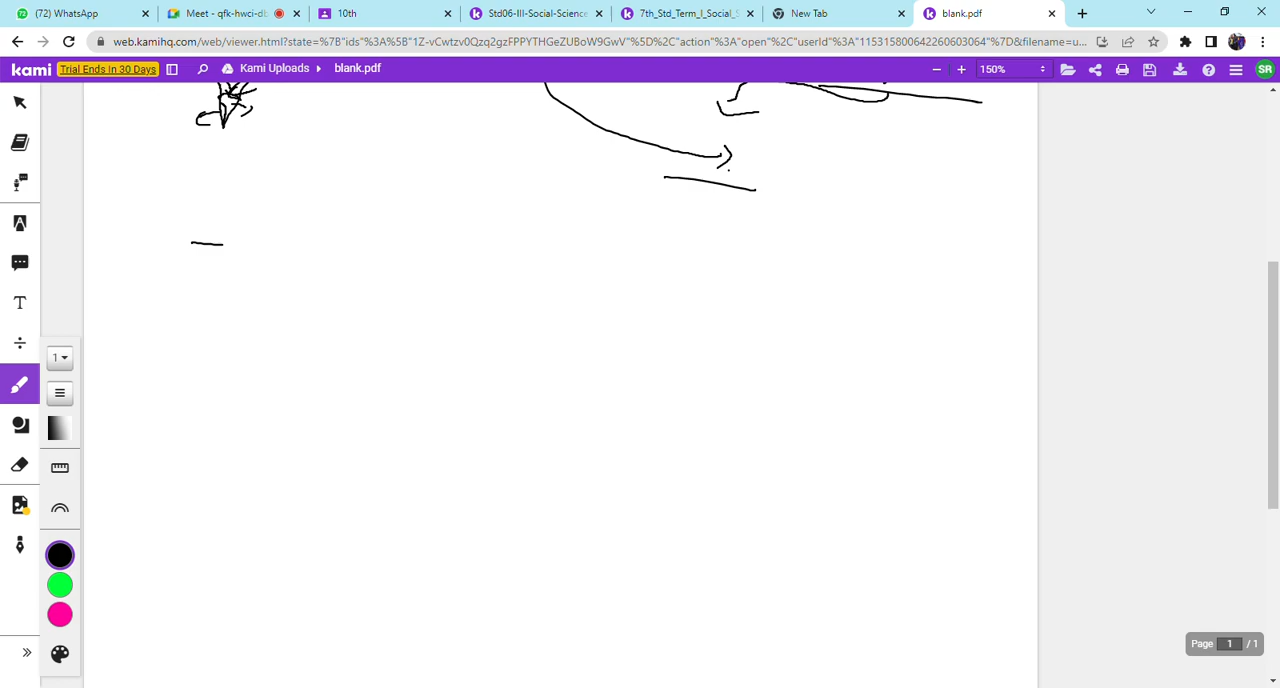 (72) WhatsApp
Meet - qfk-hwci-db
10th
Std06-III-Social-Science
7th_Std_Term_I_Social_S
New Tab
blank.pdf
web.kamihq.com/web/viewer.html?state=%7B"ids"%3A%5B"1Z-vCwtzv0Qzq2gzFPPYTHGeZUBoW9GwV"%5D%2C"action"%3A"open"%2C"userId"%3A"115315800642260603064"%7D&filename=u...
kami
Trial Ends In 30 Days
Kami Uploads
blank.pdf
150%
SR
A
T
1
Page 1 / 1